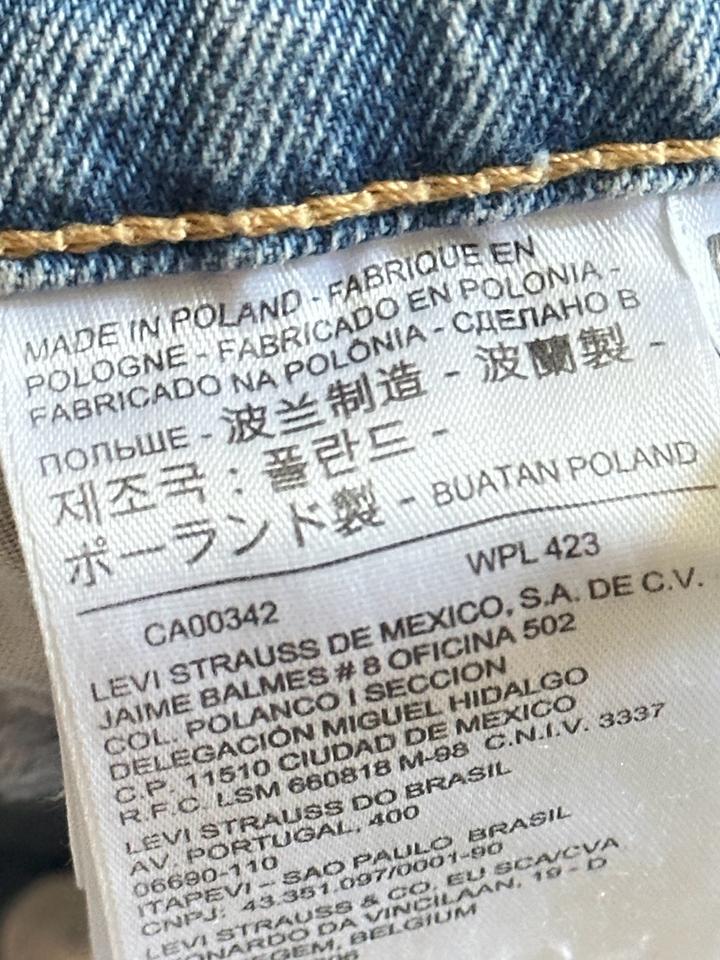 MADE IN POLAND - FABRIQUE EN
POLOGNE - FABRICADO EN POLONIA -
FABRICADO NA POLÓNIA - СДЕЛАНО В
ПОЛЬШЕ - 波兰制造 - 波蘭製 -
제조국 : 폴란드 -
ポーランド製 - BUATAN POLAND
CA00342 WPL 423
LEVI STRAUSS DE MEXICO, S.A. DE C.V.
JAIME BALMES # 8 OFICINA 502
COL. POLANCO I SECCION
DELEGACIÓN MIGUEL HIDALGO
C.P. 11510 CIUDAD DE MEXICO
R.F.C. LSM 660818 M-98 C.N.I.V. 3337
LEVI STRAUSS DO BRASIL
AV. PORTUGAL, 400
06690-110
ITAPEVI – SAO PAULO BRASIL
CNPJ: 43.351.097/0001-90
LEVI STRAUSS & CO. EU SCA/CVA
ONARDO DA VINCILAAN, 19 - D
EGEM, BELGIUM